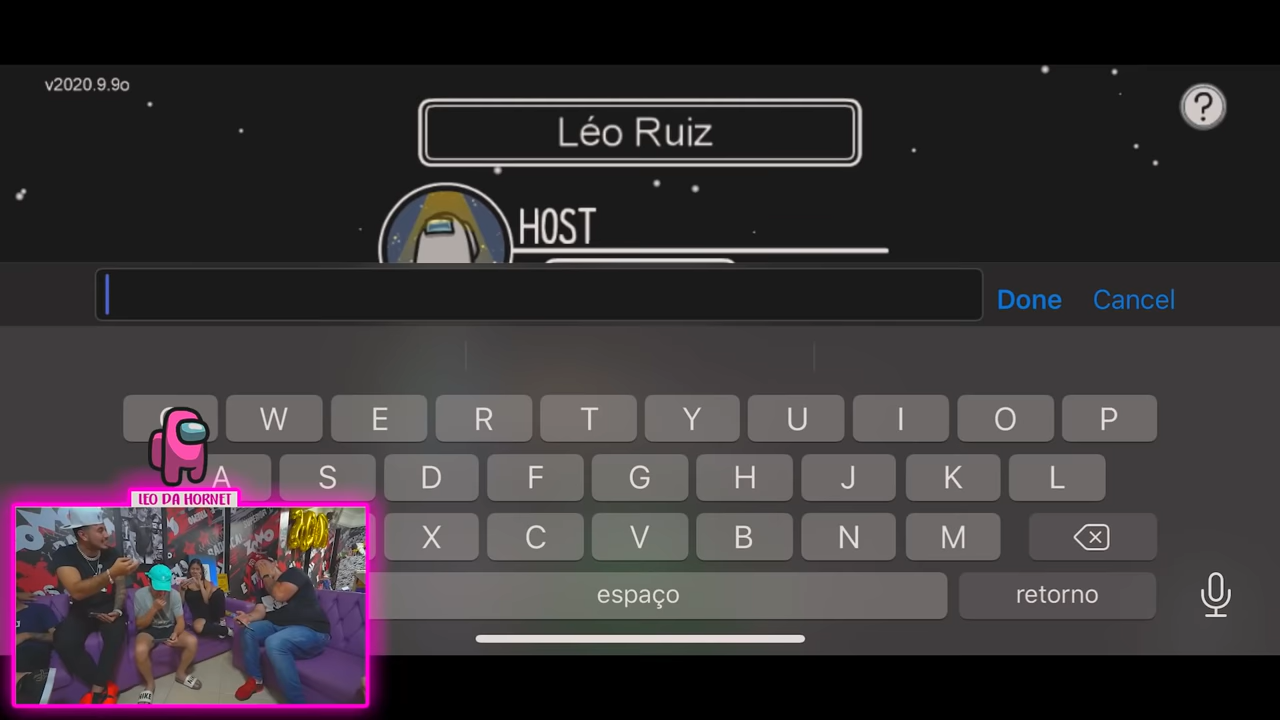 v2020.9.9o
?
Léo Ruiz
HOST
Done Cancel
W E R T Y U I O P
A S D F G H J K L
LEO DA HORNET
X C V B N M
espaço retorno